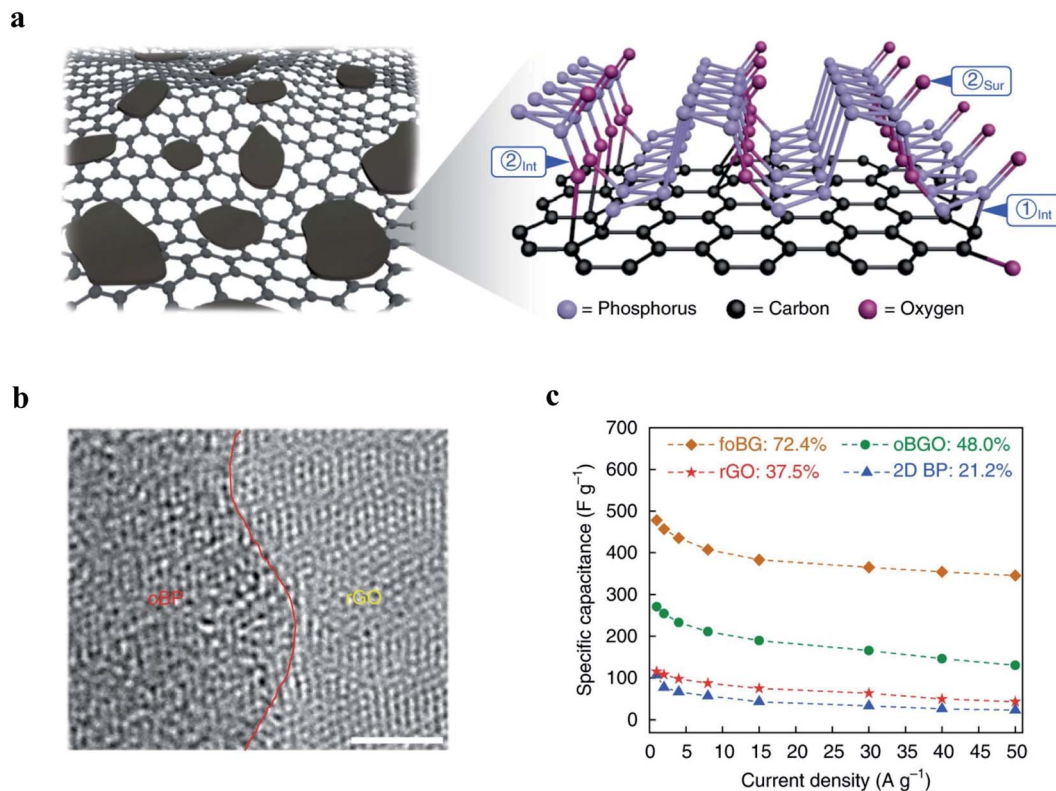 a
②Sur
②Int
①Int
= Phosphorus = Carbon = Oxygen
b
oBP
rGO
c
Specific capacitance (F g⁻¹)
700
600
500
400
300
200
100
0
foBG: 72.4% oBGO: 48.0%
rGO: 37.5% 2D BP: 21.2%
0 5 10 15 20 25 30 35 40 45 50
Current density (A g⁻¹)